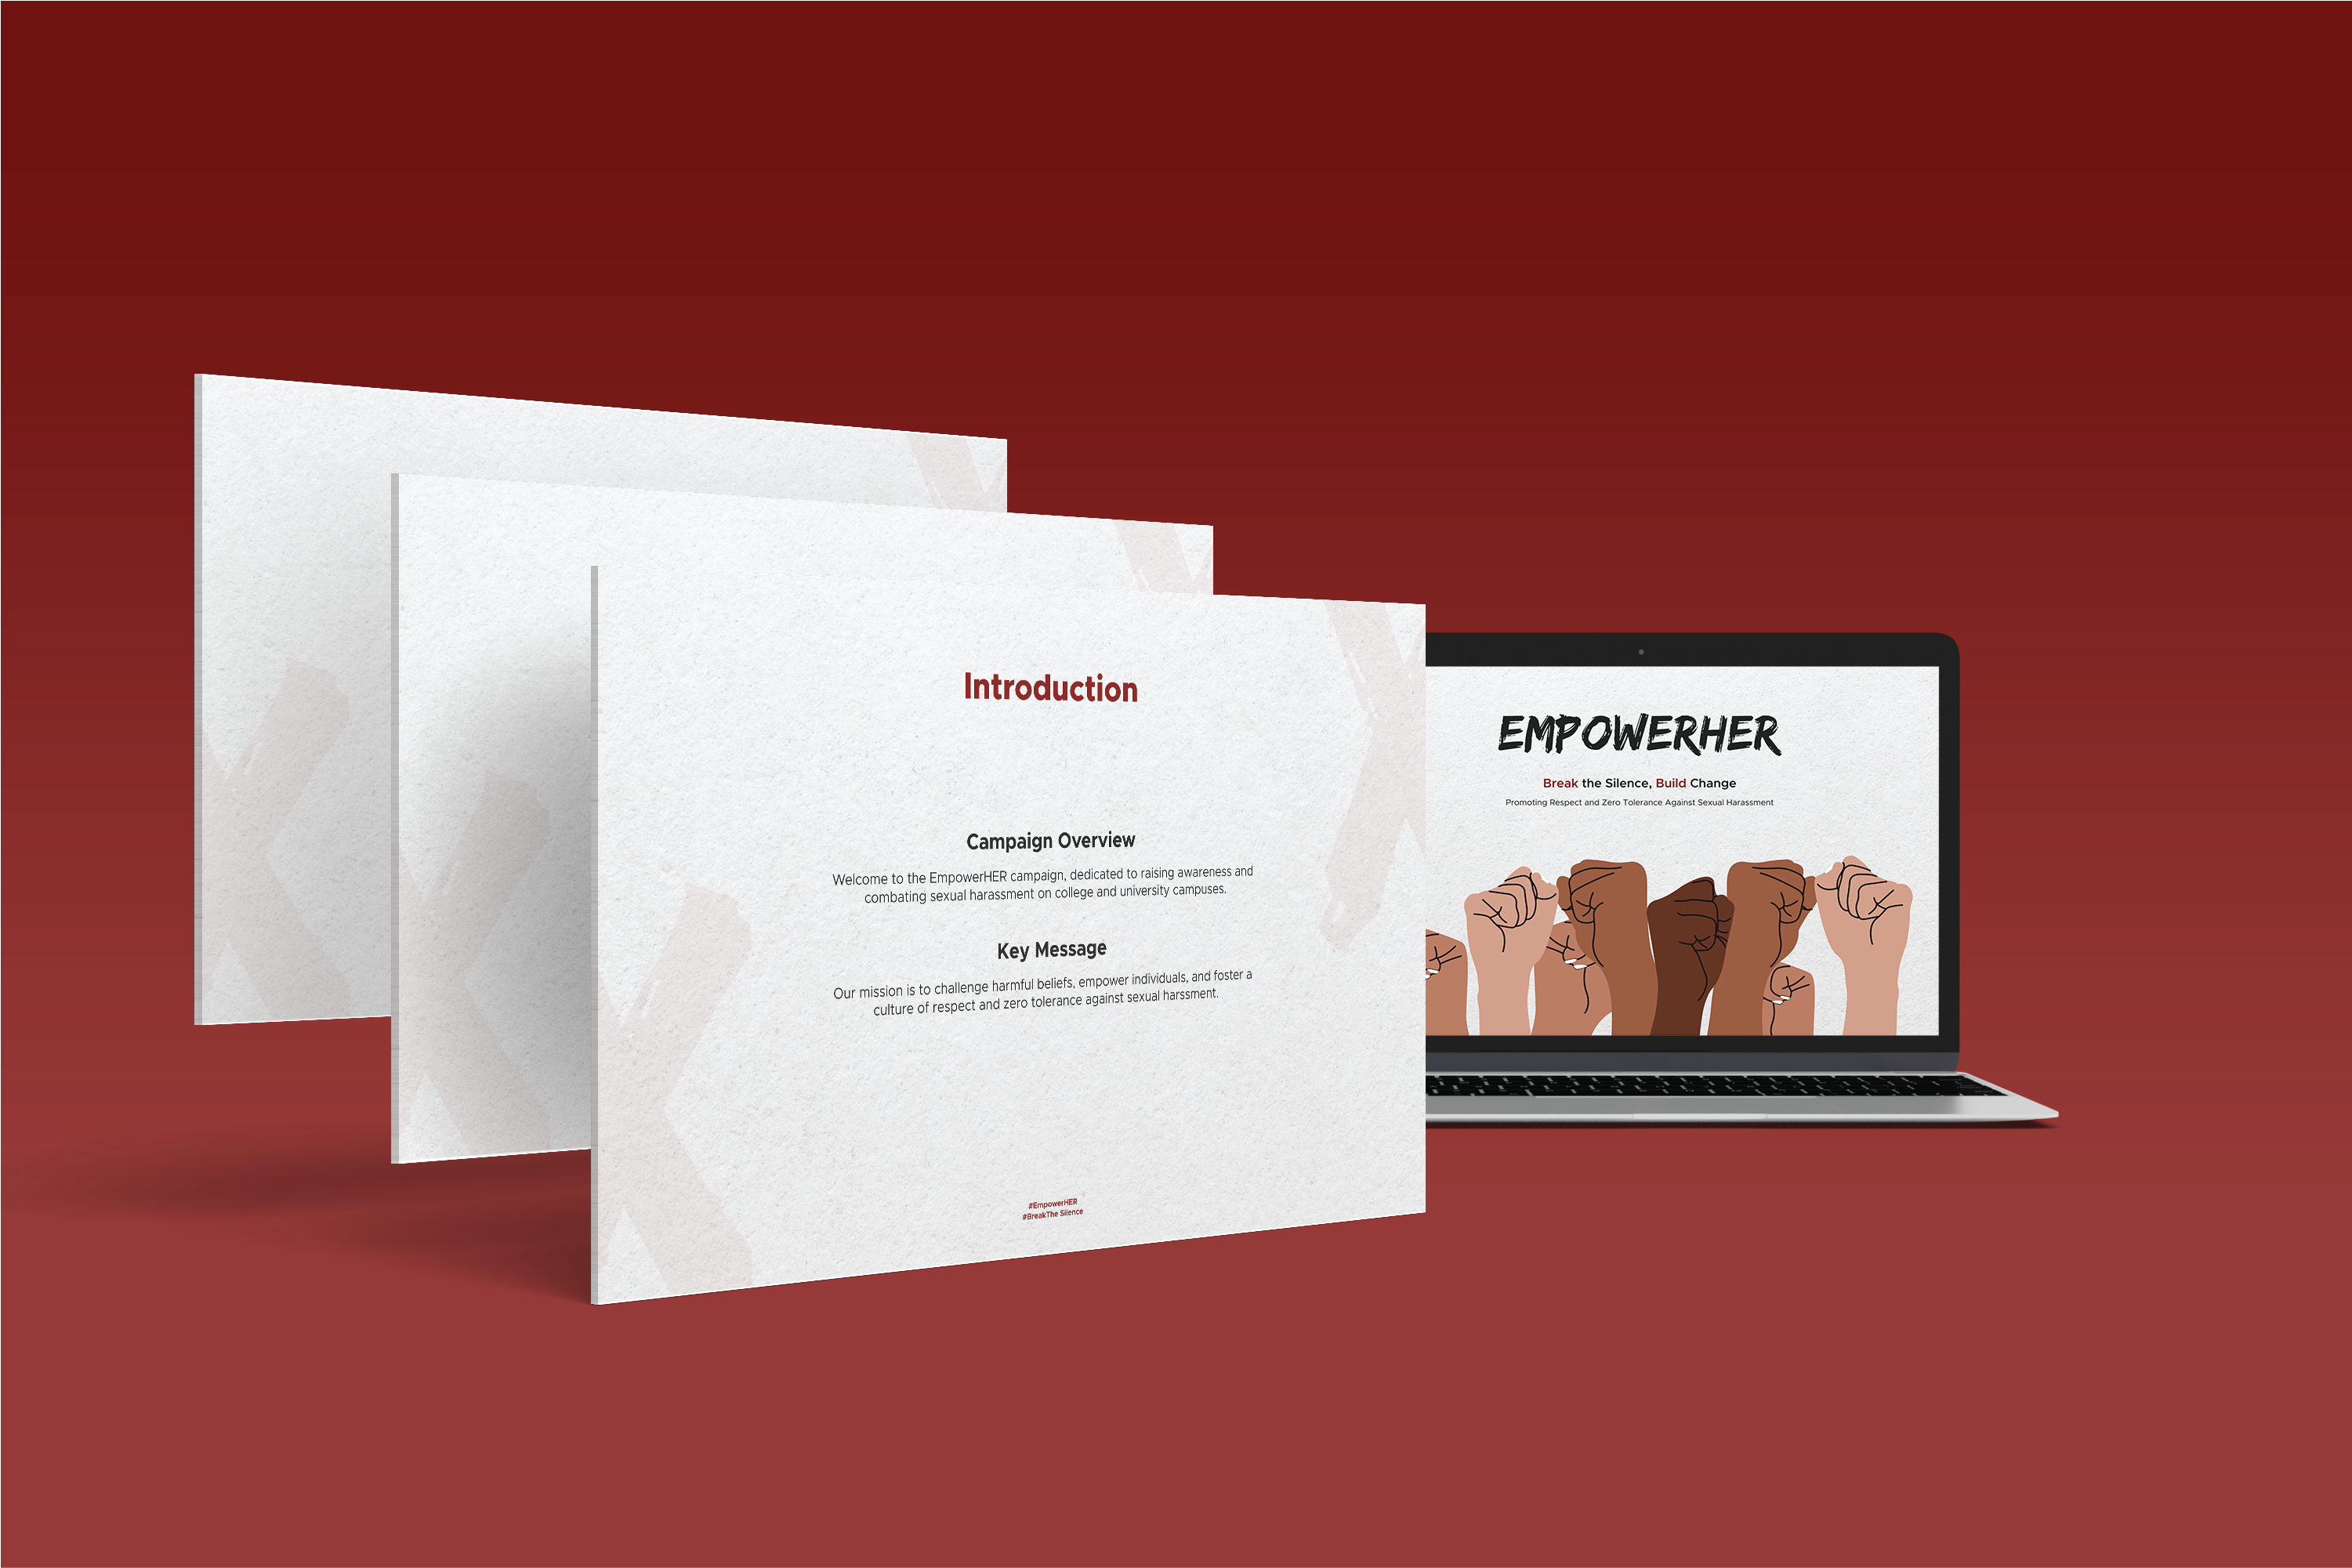 Introduction
Campaign Overview
Welcome to the EmpowerHER campaign, dedicated to raising awareness and
combating sexual harassment on college and university campuses.
Key Message
Our mission is to challenge harmful beliefs, empower individuals, and foster a
culture of respect and zero tolerance against sexual harssment.
#EmpowerHER
#BreakThe Silence
EMPOWERHER
Break the Silence, Build Change
Promoting Respect and Zero Tolerance Against Sexual Harassment